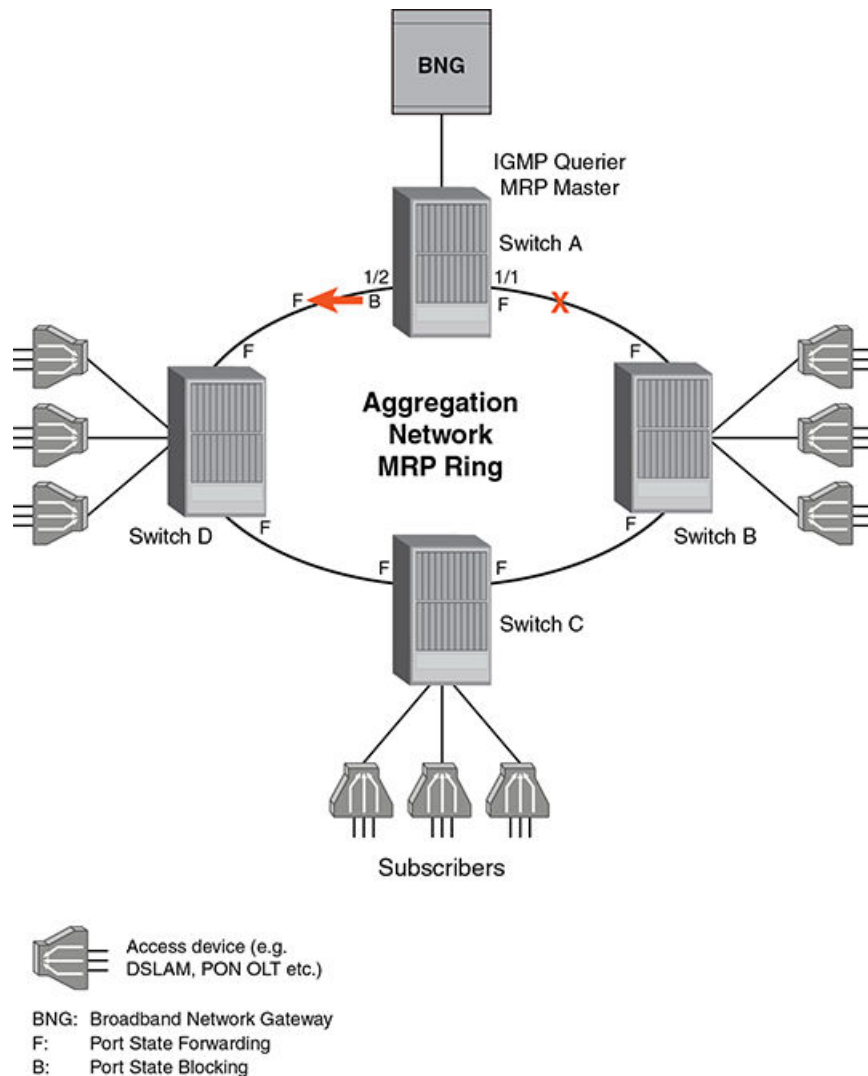 BNG
IGMP Querier
MRP Master
Switch A
1/2
1/1
F
B
F
X
F
F
Aggregation
Network
MRP Ring
Switch D
F
F
Switch B
F
F
Switch C
Subscribers
Access device (e.g.
DSLAM, PON OLT etc.)
BNG: Broadband Network Gateway
F: Port State Forwarding
B: Port State Blocking